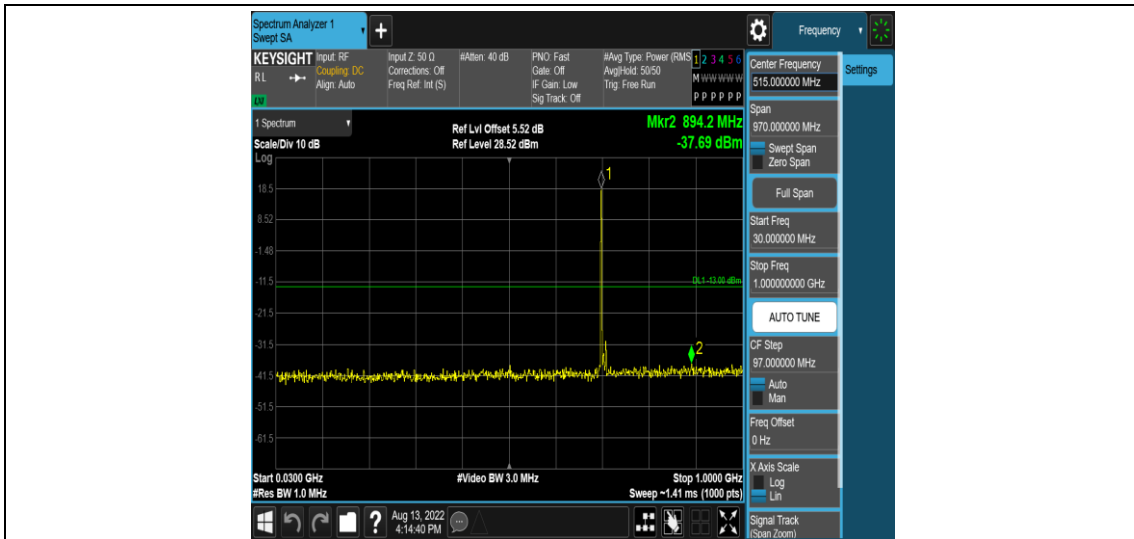 Spectrum Analyzer 1
Swept SA
Frequency
KEYSIGHT
RL
LXI
Input: RF
Coupling: DC
Align: Auto
Input Z: 50 Ω
Corrections: Off
Freq Ref: Int (S)
#Atten: 40 dB
PNO: Fast
Gate: Off
IF Gain: Low
Sig Track: Off
#Avg Type: Power (RMS
Avg|Hold: 50/50
Trig: Free Run
1 2 3 4 5 6
M W W W W W
P P P P P P
1 Spectrum
Scale/Div 10 dB
Log
Ref Lvl Offset 5.52 dB
Ref Level 28.52 dBm
Mkr2 894.2 MHz
-37.69 dBm
1
18.5
8.52
-1.48
-11.5
DL1 -13.00 dBm
-21.5
-31.5
2
-41.5
-51.5
-61.5
Start 0.0300 GHz
#Res BW 1.0 MHz
#Video BW 3.0 MHz
Stop 1.0000 GHz
Sweep ~1.41 ms (1000 pts)
Aug 13, 2022
4:14:40 PM
Center Frequency
515.000000 MHz
Settings
Span
970.000000 MHz
Swept Span
Zero Span
Full Span
Start Freq
30.000000 MHz
Stop Freq
1.000000000 GHz
AUTO TUNE
CF Step
97.000000 MHz
Auto
Man
Freq Offset
0 Hz
X Axis Scale
Log
Lin
Signal Track
(Span Zoom)